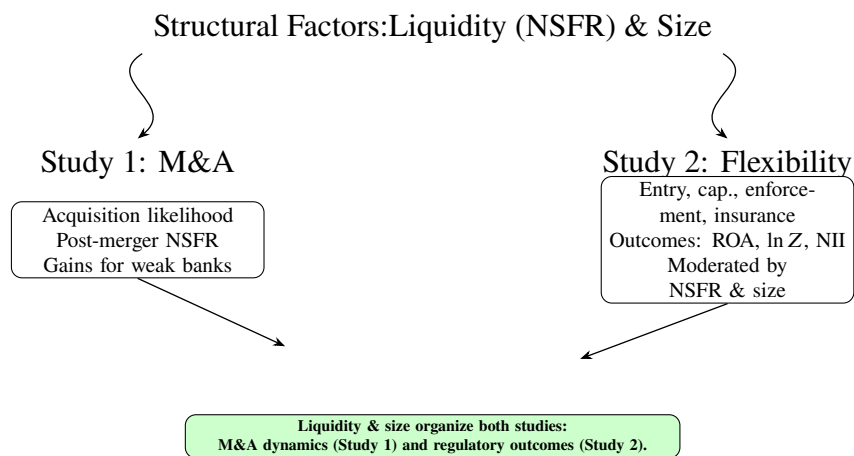 Structural Factors:Liquidity (NSFR) & Size
Study 1: M&A
Acquisition likelihood
Post-merger NSFR
Gains for weak banks
Study 2: Flexibility
Entry, cap., enforce-
ment, insurance
Outcomes: ROA, ln Z, NII
Moderated by
NSFR & size
Liquidity & size organize both studies:
M&A dynamics (Study 1) and regulatory outcomes (Study 2).